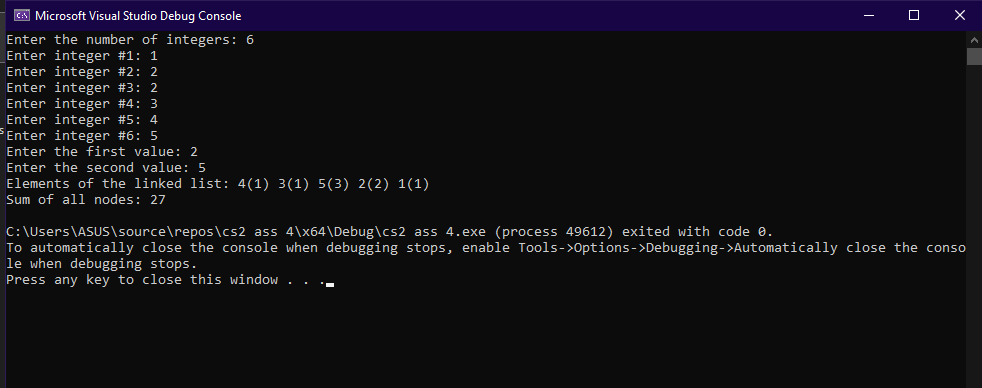 Microsoft Visual Studio Debug Console
Enter the number of integers: 6
Enter integer #1: 1
Enter integer #2: 2
Enter integer #3: 2
Enter integer #4: 3
Enter integer #5: 4
Enter integer #6: 5
Enter the first value: 2
Enter the second value: 5
Elements of the linked list: 4(1) 3(1) 5(3) 2(2) 1(1)
Sum of all nodes: 27
C:\Users\ASUS\source\repos\cs2 ass 4\x64\Debug\cs2 ass 4.exe (process 49612) exited with code 0.
To automatically close the console when debugging stops, enable Tools->Options->Debugging->Automatically close the conso
le when debugging stops.
Press any key to close this window . . .